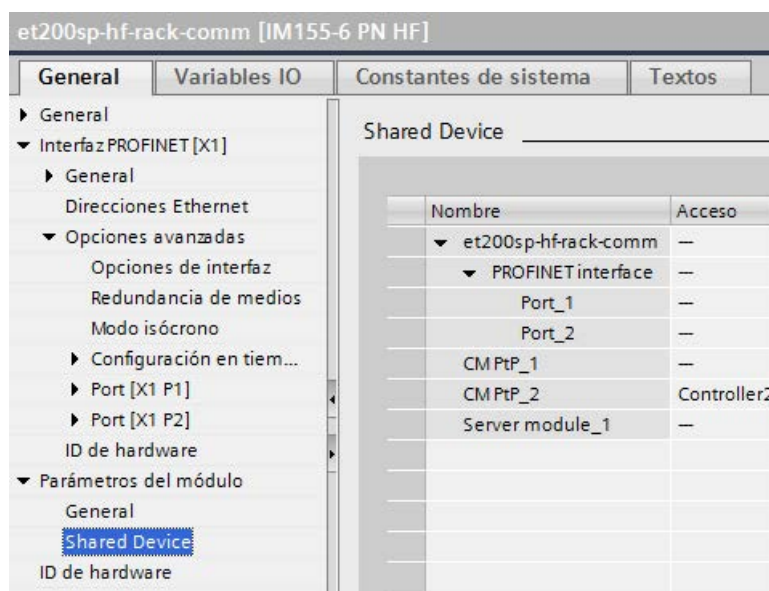 et200sp-hf-rack-comm [IM155-6 PN HF]
General Variables IO Constantes de sistema Textos
General
Interfaz PROFINET [X1]
General
Direcciones Ethernet
Opciones avanzadas
Opciones de interfaz
Redundancia de medios
Modo isócrono
Configuración en tiem...
Port [X1 P1]
Port [X1 P2]
ID de hardware
Parámetros del módulo
General
Shared Device
ID de hardware
Shared Device
Nombre Acceso
et200sp-hf-rack-comm —
PROFINET interface —
Port_1 —
Port_2 —
CM PtP_1 —
CM PtP_2 Controller2
Server module_1 —